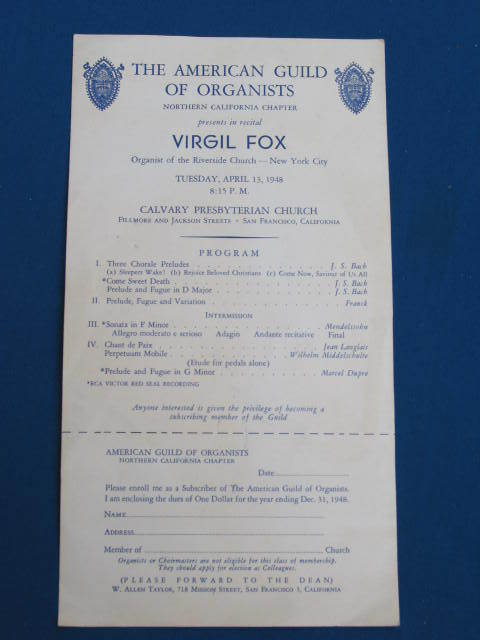 THE AMERICAN GUILD
OF ORGANISTS
NORTHERN CALIFORNIA CHAPTER
presents in recital
VIRGIL FOX
Organist of the Riverside Church — New York City
TUESDAY, APRIL 13, 1948
8:15 P. M.
CALVARY PRESBYTERIAN CHURCH
FILLMORE AND JACKSON STREETS • SAN FRANCISCO, CALIFORNIA
PROGRAM
I. Three Chorale Preludes . . . . . . . . . . J. S. Bach
(a) Sleepers Wake! (b) Rejoice Beloved Christians (c) Come Now, Saviour of Us All
*Come Sweet Death . . . . . . . . . . J. S. Bach
Prelude and Fugue in D Major . . . . . . . . . . J. S. Bach
II. Prelude, Fugue and Variation . . . . . . . . . . Franck
INTERMISSION
III. *Sonata in F Minor . . . . . . . . . . Mendelssohn
Allegro moderato e serioso Adagio Andante recitative Final
IV. Chant de Paix . . . . . . . . . . Jean Langlais
Perpetuum Mobile . . . . . . . . . . Wilhelm Middelschulte
(Etude for pedals alone)
*Prelude and Fugue in G Minor . . . . . . . . . . Marcel Dupre
*RCA VICTOR RED SEAL RECORDING
Anyone interested is given the privilege of becoming a
subscribing member of the Guild
AMERICAN GUILD OF ORGANISTS
NORTHERN CALIFORNIA CHAPTER
Date
Please enroll me as a Subscriber of The American Guild of Organists.
I am enclosing the dues of One Dollar for the year ending Dec. 31, 1948.
NAME
ADDRESS
Member of Church
Organists or Choirmasters are not eligible for this class of membership.
They should apply for election as Colleagues.
(PLEASE FORWARD TO THE DEAN)
W. ALLEN TAYLOR, 718 MISSION STREET, SAN FRANCISCO 3, CALIFORNIA